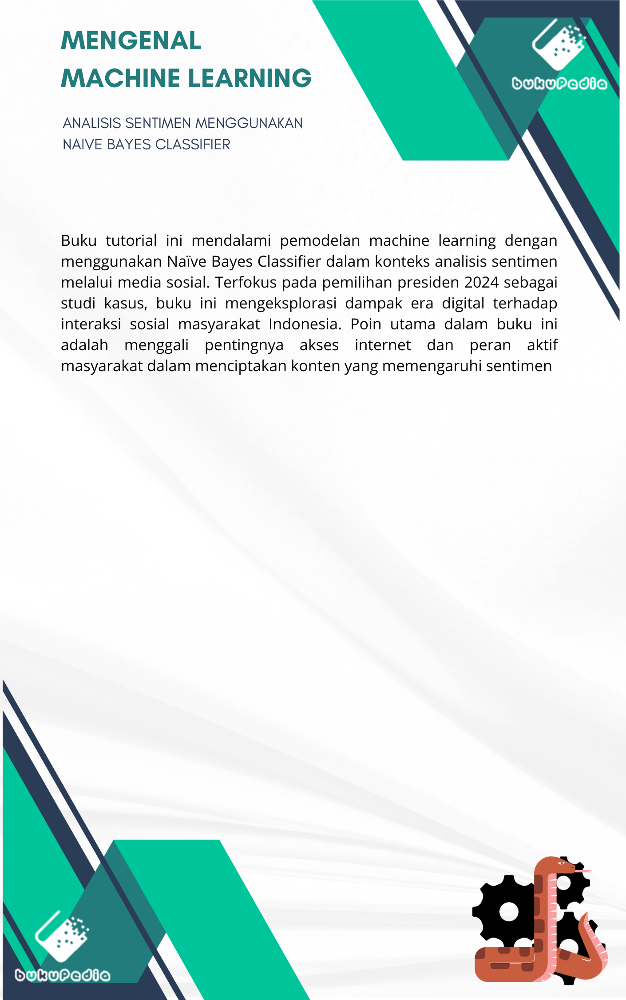 MENGENAL
MACHINE LEARNING
bukuPedia
ANALISIS SENTIMEN MENGGUNAKAN
NAIVE BAYES CLASSIFIER
Buku tutorial ini mendalami pemodelan machine learning dengan
menggunakan Naïve Bayes Classifier dalam konteks analisis sentimen
melalui media sosial. Terfokus pada pemilihan presiden 2024 sebagai
studi kasus, buku ini mengeksplorasi dampak era digital terhadap
interaksi sosial masyarakat Indonesia. Poin utama dalam buku ini
adalah menggali pentingnya akses internet dan peran aktif
masyarakat dalam menciptakan konten yang memengaruhi sentimen
bukuPedia